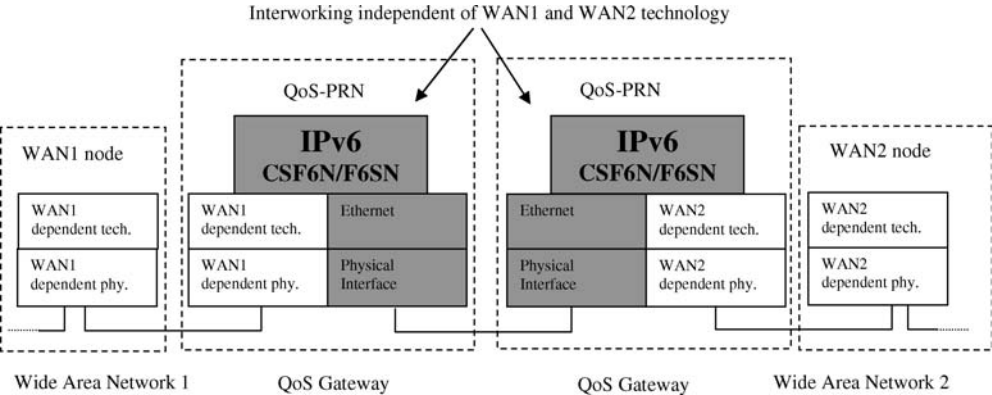 Interworking independent of WAN1 and WAN2 technology
QoS-PRN
QoS-PRN
IPv6
CSF6N/F6SN
IPv6
CSF6N/F6SN
WAN1 node
WAN2 node
WAN1
dependent tech.
WAN1
dependent tech.
Ethernet
Ethernet
WAN2
dependent tech.
WAN2
dependent tech.
WAN1
dependent phy.
WAN1
dependent phy.
Physical
Interface
Physical
Interface
WAN2
dependent phy.
WAN2
dependent phy.
Wide Area Network 1
QoS Gateway
QoS Gateway
Wide Area Network 2